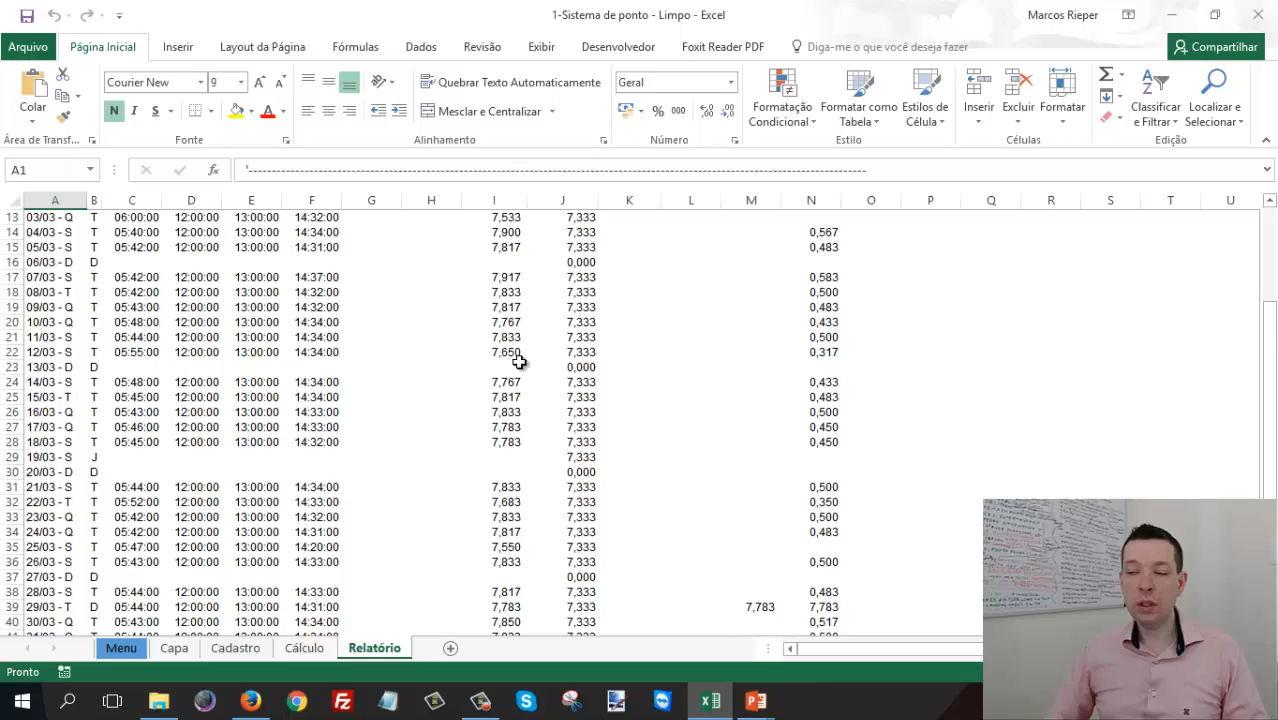 1-Sistema de ponto - Limpo - Excel
Marcos Rieper
Arquivo Página Inicial Inserir Layout da Página Fórmulas Dados Revisão Exibir Desenvolvedor Foxit Reader PDF Diga-me o que você deseja fazer Compartilhar
Colar
Courier New 9
Quebrar Texto Automaticamente
Mesclar e Centralizar
Geral
% 000
N I S
Formatação Condicional
Formatar como Tabela
Estilos de Célula
Inserir Excluir Formatar
Classificar e Filtrar
Localizar e Selecionar
Área de Transf... Fonte Alinhamento Número Estilo Células Edição
A1
A B C D E F G H I J K L M N O P Q R S T U
13 03/03 - Q T 06:00:00 12:00:00 13:00:00 14:32:00 7,533 7,333
14 04/03 - S T 05:40:00 12:00:00 13:00:00 14:34:00 7,900 7,333 0,567
15 05/03 - S T 05:42:00 12:00:00 13:00:00 14:31:00 7,817 7,333 0,483
16 06/03 - D D 0,000
17 07/03 - S T 05:42:00 12:00:00 13:00:00 14:37:00 7,917 7,333 0,583
18 08/03 - T T 05:42:00 12:00:00 13:00:00 14:32:00 7,833 7,333 0,500
19 09/03 - Q T 05:43:00 12:00:00 13:00:00 14:32:00 7,817 7,333 0,483
20 10/03 - Q T 05:48:00 12:00:00 13:00:00 14:34:00 7,767 7,333 0,433
21 11/03 - S T 05:44:00 12:00:00 13:00:00 14:34:00 7,833 7,333 0,500
22 12/03 - S T 05:55:00 12:00:00 13:00:00 14:34:00 7,650 7,333 0,317
23 13/03 - D D 0,000
24 14/03 - S T 05:48:00 12:00:00 13:00:00 14:34:00 7,767 7,333 0,433
25 15/03 - T T 05:45:00 12:00:00 13:00:00 14:34:00 7,817 7,333 0,483
26 16/03 - Q T 05:43:00 12:00:00 13:00:00 14:33:00 7,833 7,333 0,500
27 17/03 - Q T 05:46:00 12:00:00 13:00:00 14:33:00 7,783 7,333 0,450
28 18/03 - S T 05:45:00 12:00:00 13:00:00 14:32:00 7,783 7,333 0,450
29 19/03 - S J 7,333
30 20/03 - D D 0,000
31 21/03 - S T 05:44:00 12:00:00 13:00:00 14:34:00 7,833 7,333 0,500
32 22/03 - T T 05:52:00 12:00:00 13:00:00 14:33:00 7,683 7,333 0,350
33 23/03 - Q T 05:42:00 12:00:00 13:00:00 14:32:00 7,833 7,333 0,500
34 24/03 - Q T 05:42:00 12:00:00 13:00:00 14:31:00 7,817 7,333 0,483
35 25/03 - S T 05:47:00 12:00:00 13:00:00 14:20:00 7,550 7,333
36 26/03 - S T 05:43:00 12:00:00 13:00:00 14:33:00 7,833 7,333 0,500
37 27/03 - D D 0,000
38 28/03 - S T 05:44:00 12:00:00 13:00:00 14:33:00 7,817 7,333 0,483
39 29/03 - T D 05:44:00 12:00:00 13:00:00 14:31:00 7,783 7,333 7,783 7,783
40 30/03 - Q T 05:44:00 12:00:00 13:00:00 14:33:00 7,850 7,333 0,517
Menu Capa Cadastro Cálculo Relatório
Pronto